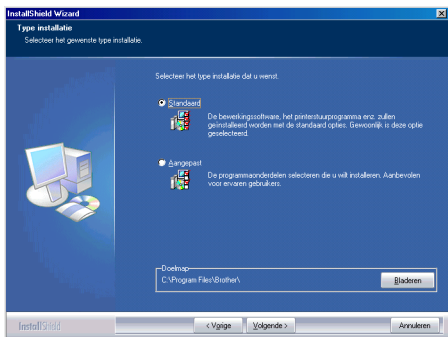 InstallShield Wizard
Type installatie
Selecteer het gewenste type installatie.
Selecteer het type installatie dat u wenst.
Standaard
De bewerkingssoftware, het printerstuurprogramma enz. zullen
geïnstalleerd worden met de standaard opties. Gewoonlijk is deze optie
geselecteerd.
Aangepast
De programmaonderdelen selecteren die u wilt installeren. Aanbevolen
voor ervaren gebruikers.
Doelmap
C:\Program Files\Brother\
Bladeren
InstallShield
< Vorige
Volgende >
Annuleren